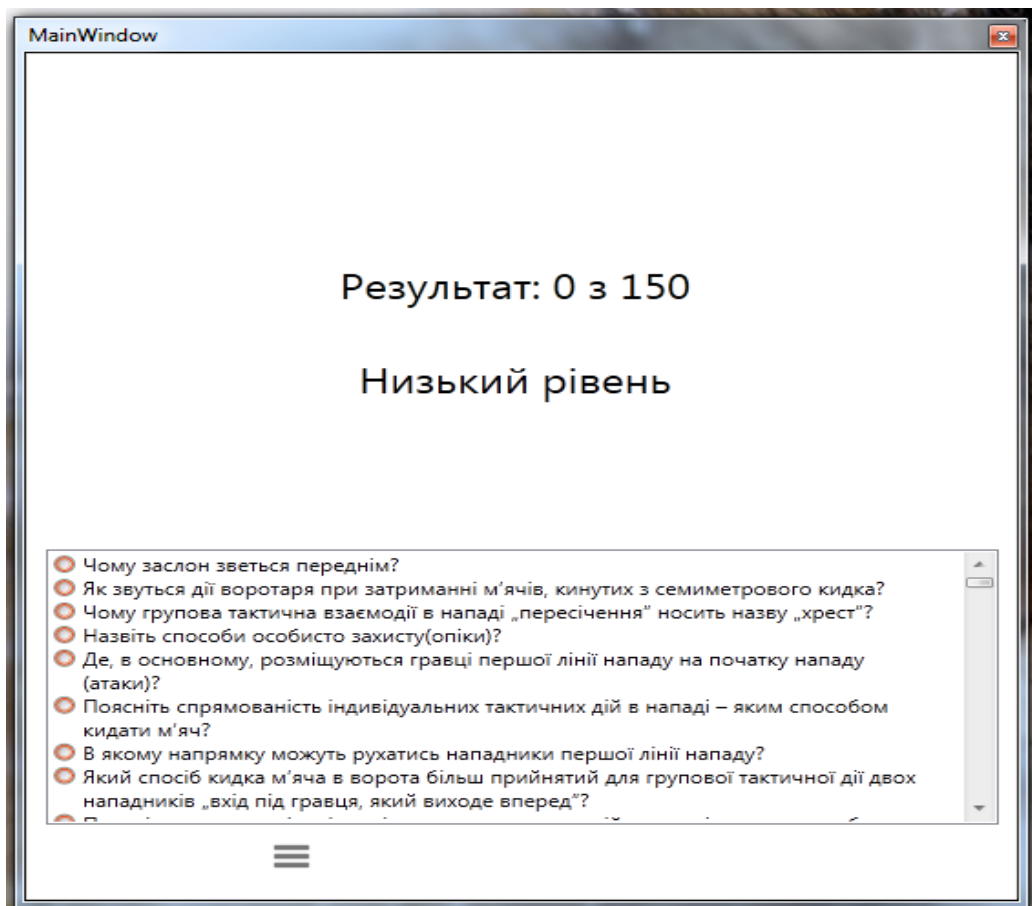 MainWindow
Результат: 0 з 150
Низький рівень
Чому заслон зветься переднім?
Як звуться дії воротаря при затриманні м’ячів, кинутих з семиметрового кидка?
Чому групова тактична взаємодії в нападі „пересічення” носить назву „хрест”?
Назвіть способи особисто захисту(опіки)?
Де, в основному, розміщуються гравці першої лінії нападу на початку нападу
(атаки)?
Поясніть спрямованість індивідуальних тактичних дій в нападі – яким способом
кидати м’яч?
В якому напрямку можуть рухатись нападники першої лінії нападу?
Який спосіб кидка м’яча в ворота більш прийнятий для групової тактичної дії двох
нападників „вхід під гравця, який виходе вперед”?